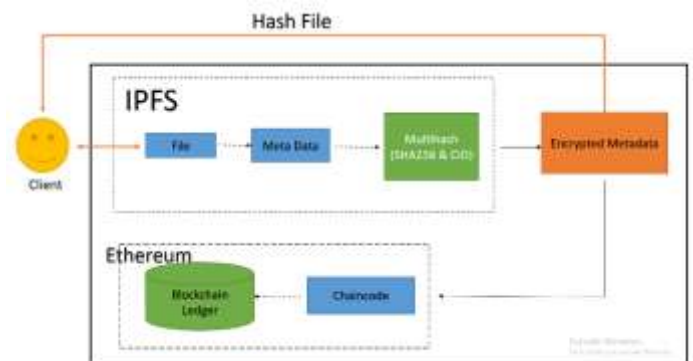 Hash File
IPFS
File
Meta Data
Multihash
(SHA256 & CID)
Encrypted Metadata
Client
Ethereum
Blockchain
Ledger
Chaincode